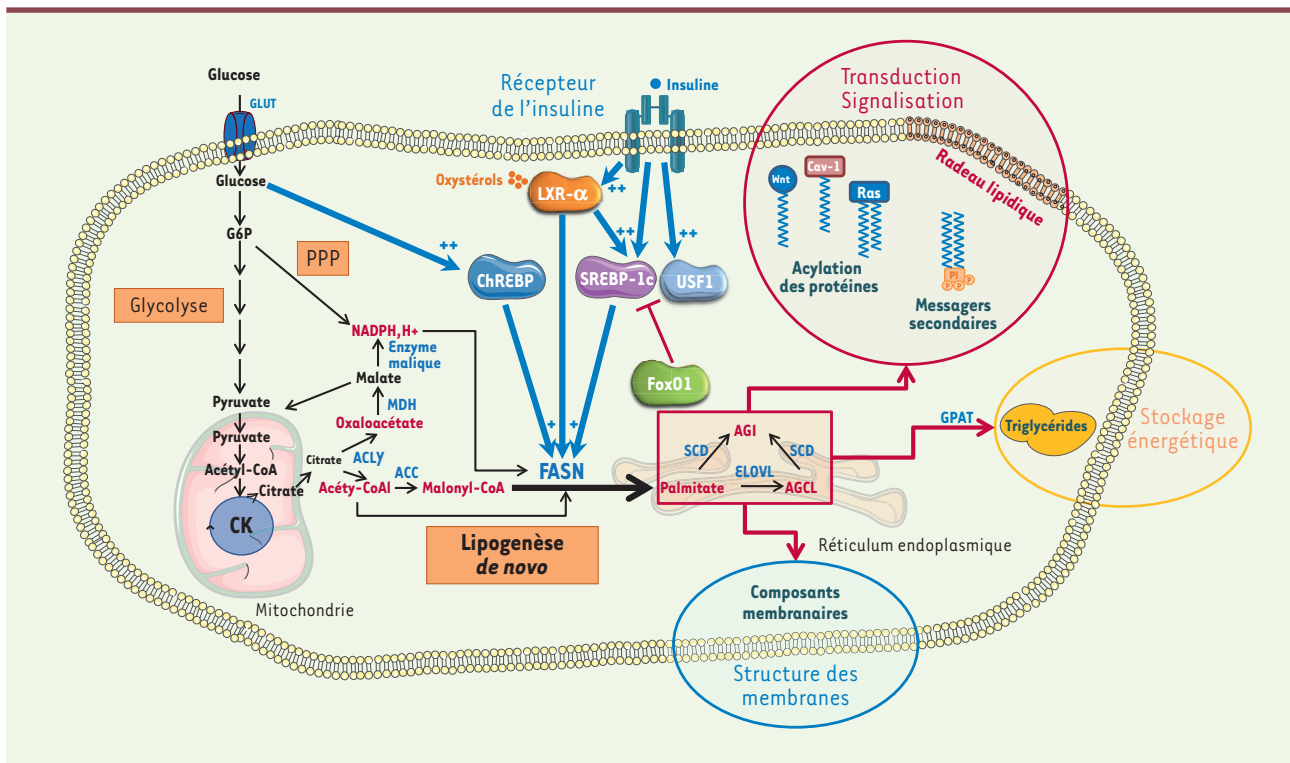 Glucose
GLUT
Récepteur
de l'insuline
Insuline
Transduction
Signalisation
Radeau lipidique
Glucose
Oxystérols
LXR-α
++
Wnt
Cav-1
Ras
G6P
PPP
++
++
++
ChREBP
SREBP-1c
USF1
Acylation
des protéines
PI
P
P
P
Messagers
secondaires
Glycolyse
NADPH,H+
Enzyme
malique
Malate
FoxO1
Pyruvate
MDH
Oxaloacétate
Pyruvate
Acétyl-CoA
Citrate
CK
Citrate
ACLY
ACC
Acéty-CoAl
Malonyl-CoA
+
+
FASN
AGI
SCD
SCD
ELOVL
Palmitate
AGCL
GPAT
Triglycérides
Stockage
énergétique
Lipogenèse
de novo
Réticulum endoplasmique
Mitochondrie
Composants
membranaires
Structure des
membranes